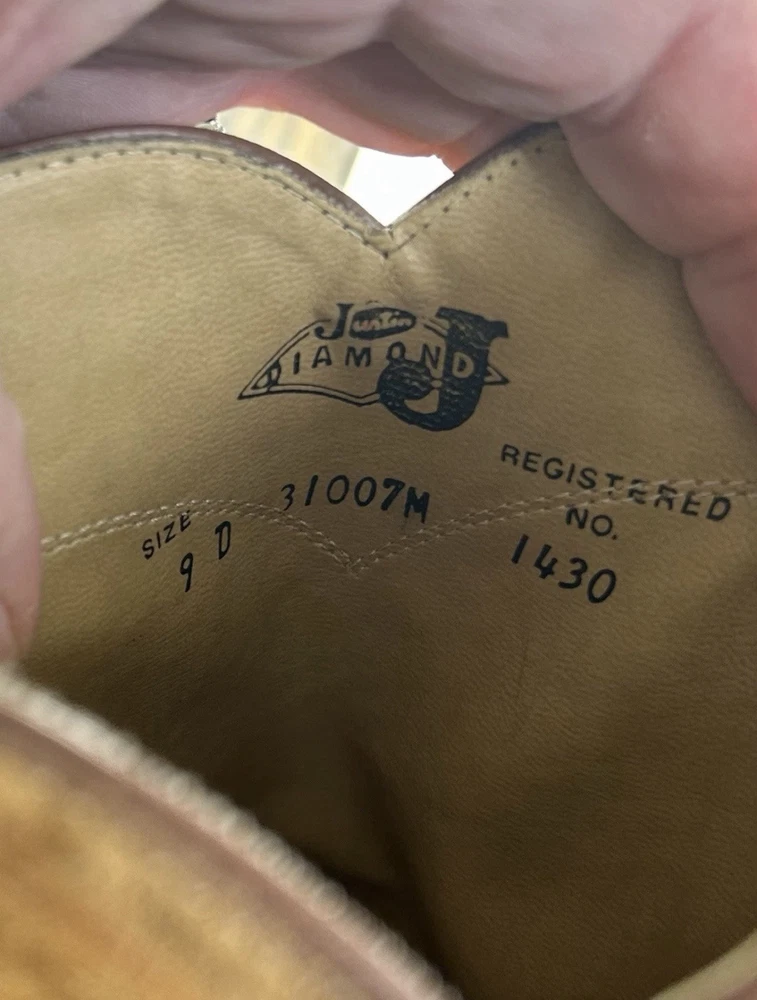 Justin
DIAMOND J
31007M
SIZE
9 D
REGISTERED
NO.
1430